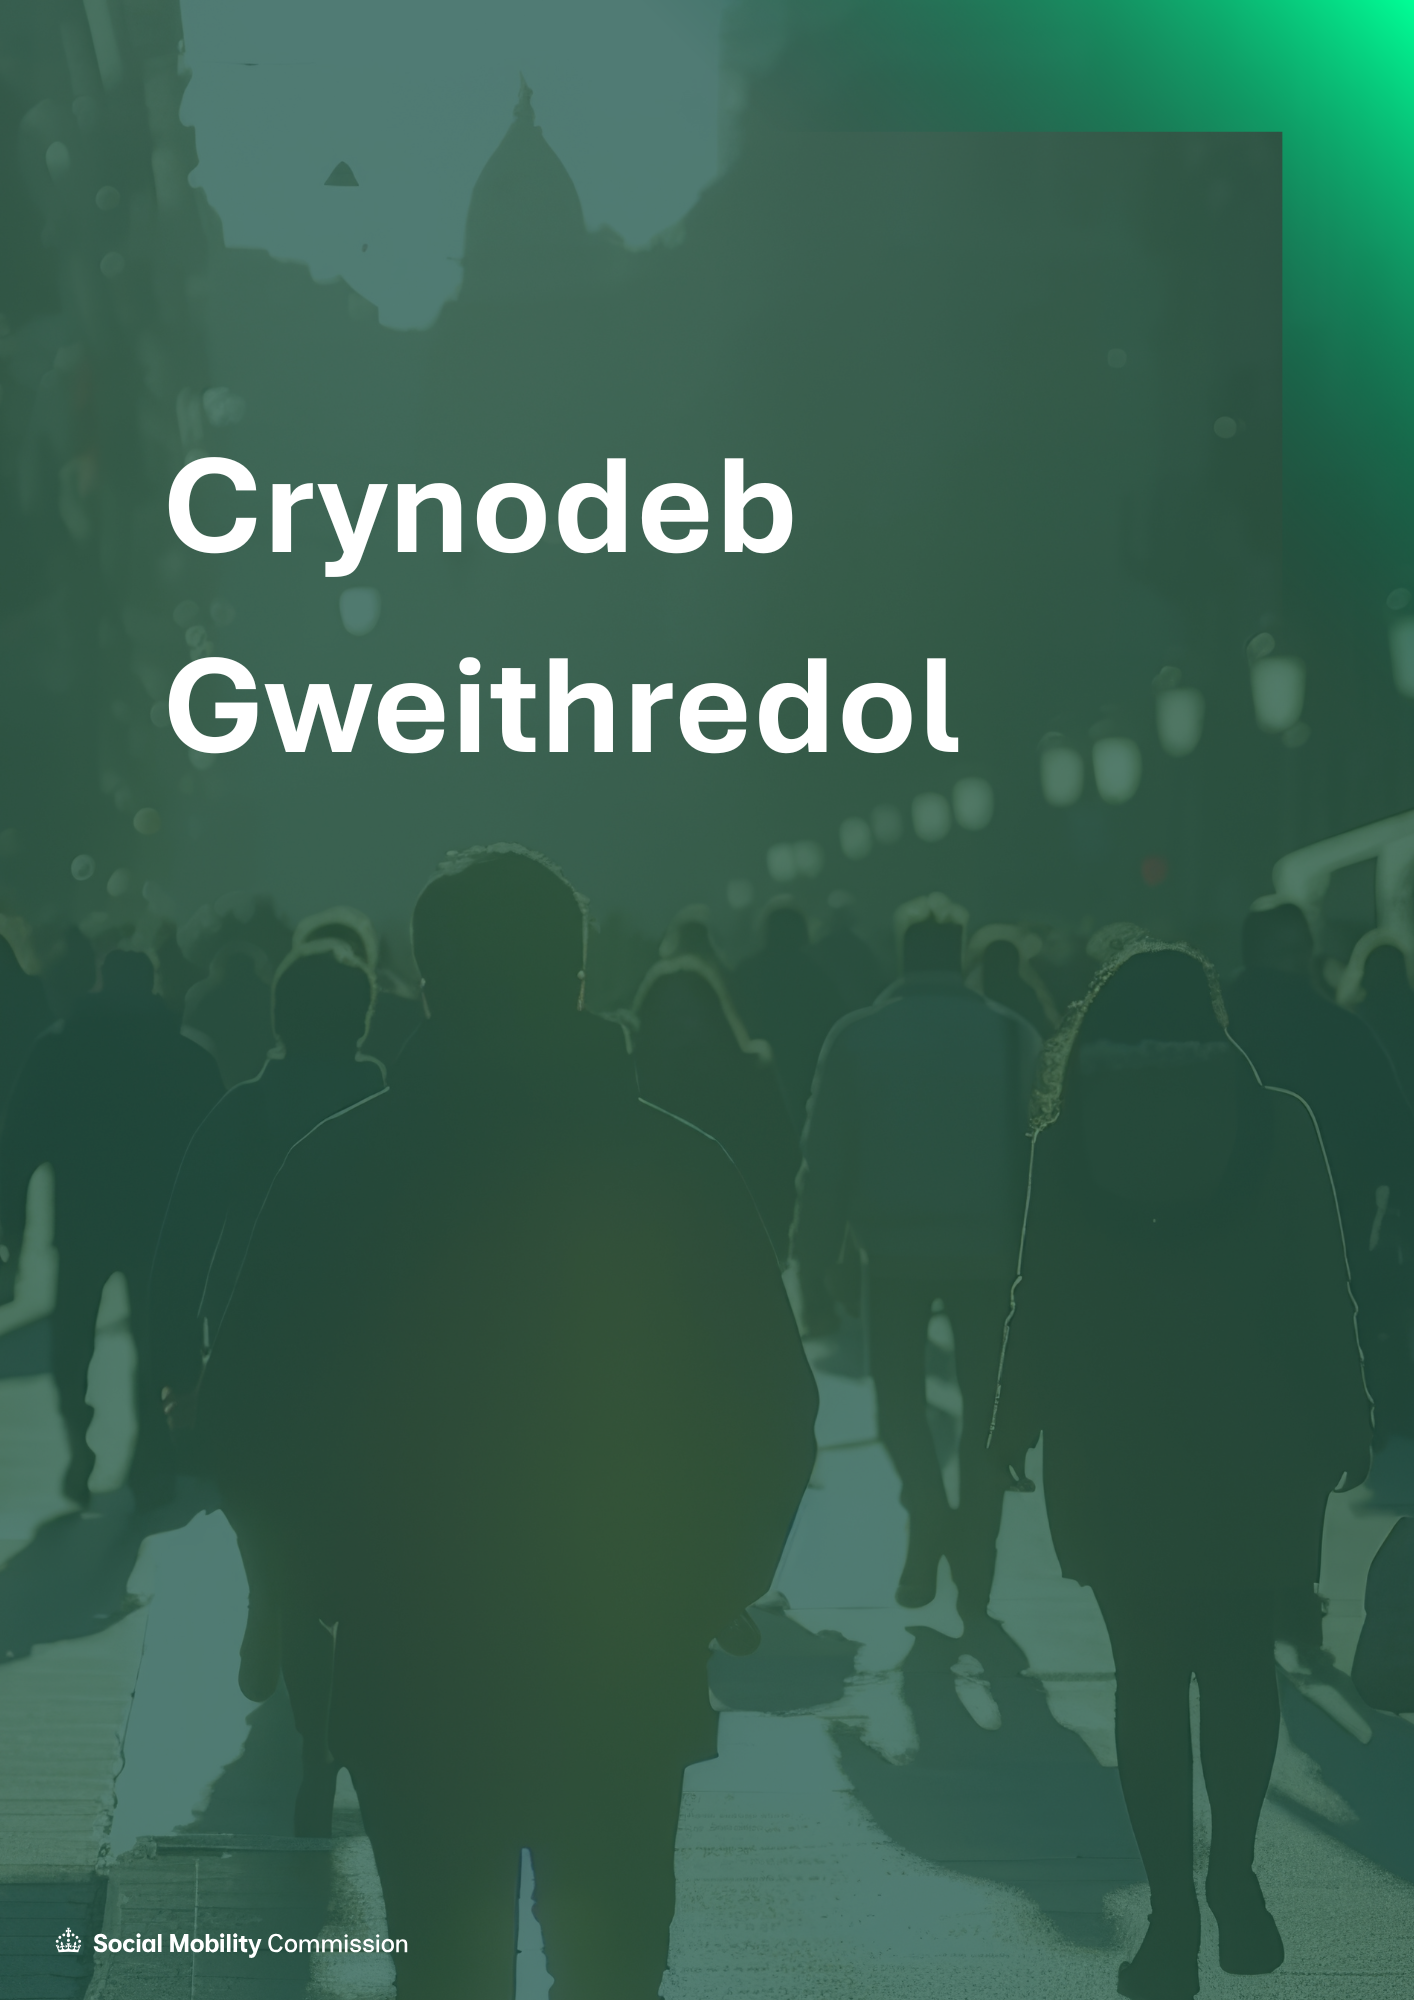 Crynodeb
Gweithredol
Social Mobility Commission